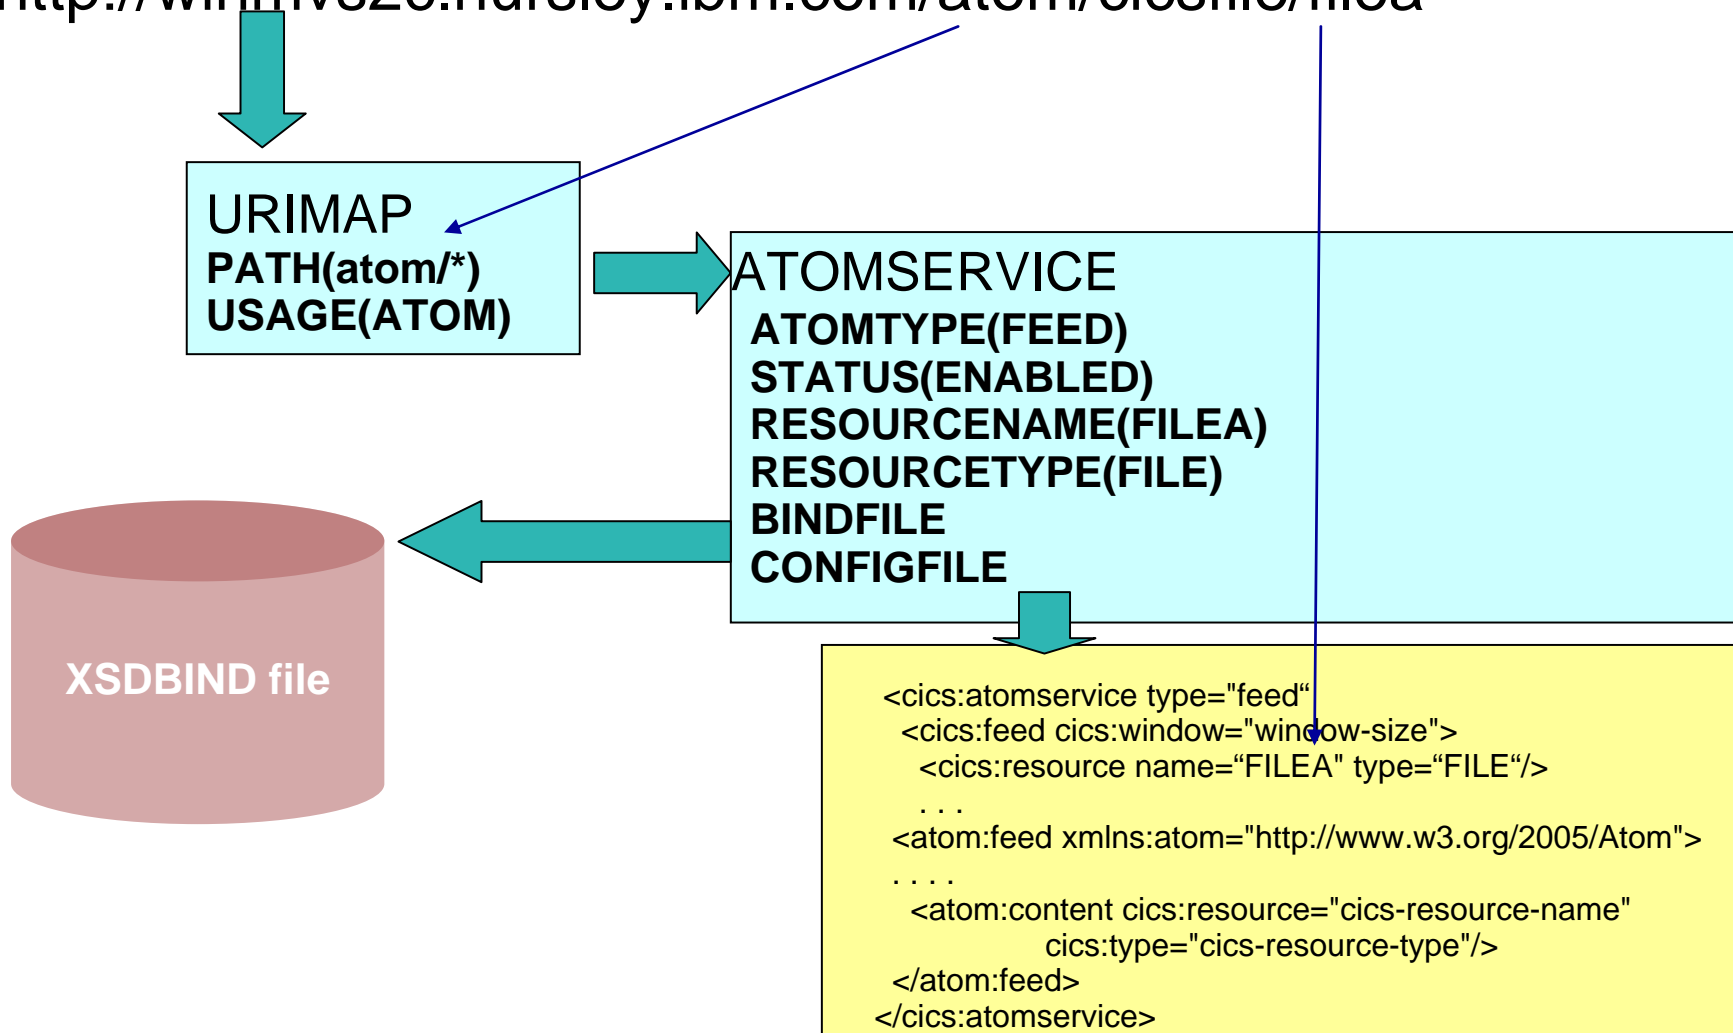 URIMAP
PATH(atom/*)
USAGE(ATOM)
ATOMSERVICE
ATOMTYPE(FEED)
STATUS(ENABLED)
RESOURCENAME(FILEA)
RESOURCETYPE(FILE)
BINDFILE
CONFIGFILE
XSDBIND file
<cics:atomservice type="feed“
<cics:feed cics:window="window-size">
<cics:resource name=“FILEA" type=“FILE“/>
. . .
<atom:feed xmlns:atom="http://www.w3.org/2005/Atom">
. . . .
<atom:content cics:resource="cics-resource-name"
cics:type="cics-resource-type"/>
</atom:feed>
</cics:atomservice>